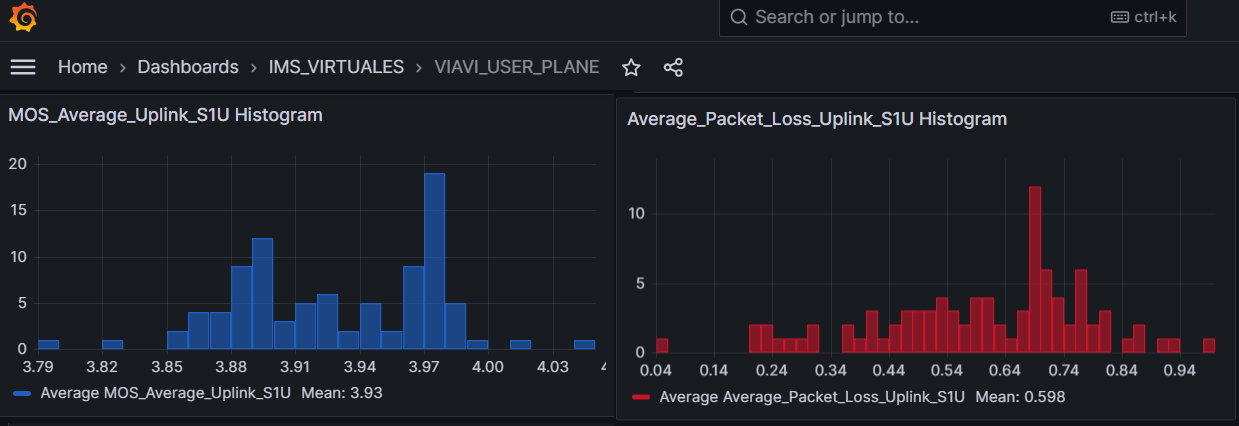 Search or jump to... ctrl+k
Home › Dashboards › IMS_VIRTUALES › VIAVI_USER_PLANE
MOS_Average_Uplink_S1U Histogram
20
15
10
5
0
3.79 3.82 3.85 3.88 3.91 3.94 3.97 4.00 4.03
Average MOS_Average_Uplink_S1U Mean: 3.93
Average_Packet_Loss_Uplink_S1U Histogram
10
5
0
0.04 0.14 0.24 0.34 0.44 0.54 0.64 0.74 0.84 0.94
Average Average_Packet_Loss_Uplink_S1U Mean: 0.598